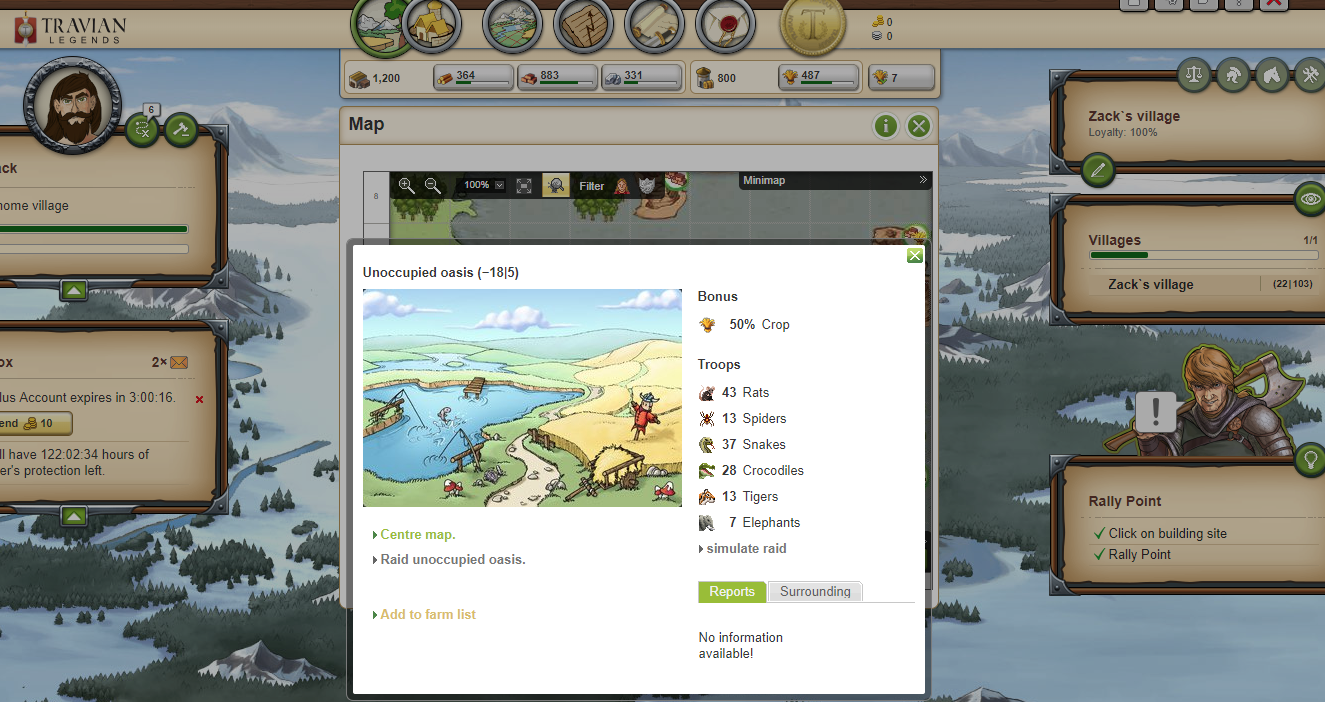 TRAVIAN
LEGENDS
T
0
0
1,200
364
883
331
800
487
7
6
ck
home village
Map
i
8
100%
Filter
Minimap
»
Zack`s village
Loyalty: 100%
Villages
1/1
Zack`s village
(22|103)
ox
2×
lus Account expires in 3:00:16.
end 10
ll have 122:02:34 hours of
er's protection left.
Unoccupied oasis (−18|5)
Centre map.
Raid unoccupied oasis.
Add to farm list
Bonus
50% Crop
Troops
43 Rats
13 Spiders
37 Snakes
28 Crocodiles
13 Tigers
7 Elephants
simulate raid
Reports
Surrounding
No information
available!
!
Rally Point
Click on building site
Rally Point